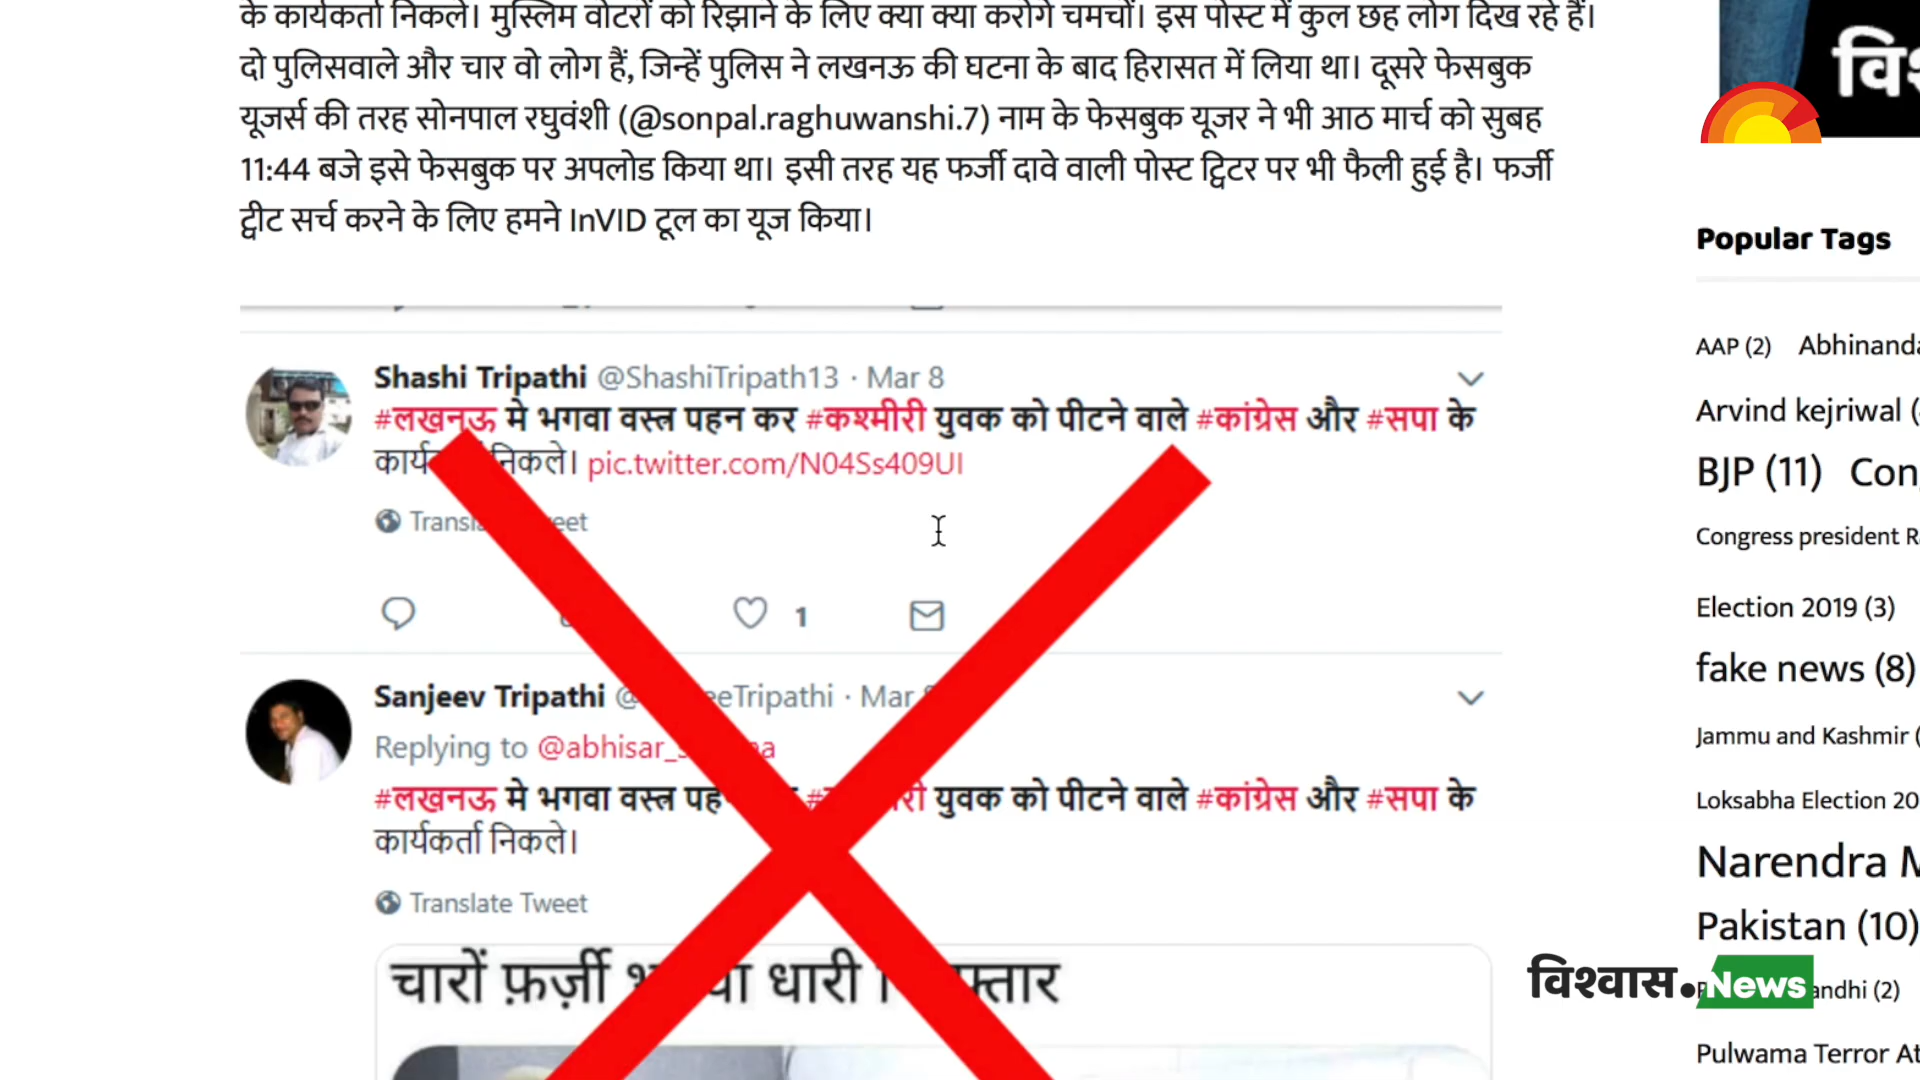 के कार्यकर्ता निकले। मुस्लिम वोटरों को रिझाने के लिए क्या क्या करोगे चमचों। इस पोस्ट में कुल छह लोग दिख रहे हैं।
दो पुलिसवाले और चार वो लोग हैं, जिन्हें पुलिस ने लखनऊ की घटना के बाद हिरासत में लिया था। दूसरे फेसबुक
यूजर्स की तरह सोनपाल रघुवंशी (@sonpal.raghuwanshi.7) नाम के फेसबुक यूजर ने भी आठ मार्च को सुबह
11:44 बजे इसे फेसबुक पर अपलोड किया था। इसी तरह यह फर्जी दावे वाली पोस्ट ट्विटर पर भी फैली हुई है। फर्जी
ट्वीट सर्च करने के लिए हमने InVID टूल का यूज किया।
Shashi Tripathi @ShashiTripath13 · Mar 8
#लखनऊ मे भगवा वस्त्र पहन कर #कश्मीरी युवक को पीटने वाले #कांग्रेस और #सपा के
निकले। pic.twitter.com/N04Ss409UI
1
Sanjeev Tripathi · Mar
Replying to
#लखनऊ मे भगवा वस्त्र युवक को पीटने वाले #कांग्रेस और #सपा के
कार्यकर्ता निकले।
Translate Tweet
चारों फ़र्ज़ी धारी
Popular Tags
AAP (2)
Arvind kejriwal
BJP (11)
Congress president
Election 2019 (3)
fake news (8)
Jammu and Kashmir
Loksabha Election
Narendra
Pakistan (10)
(2)
Pulwama Terror
विश्वास.News